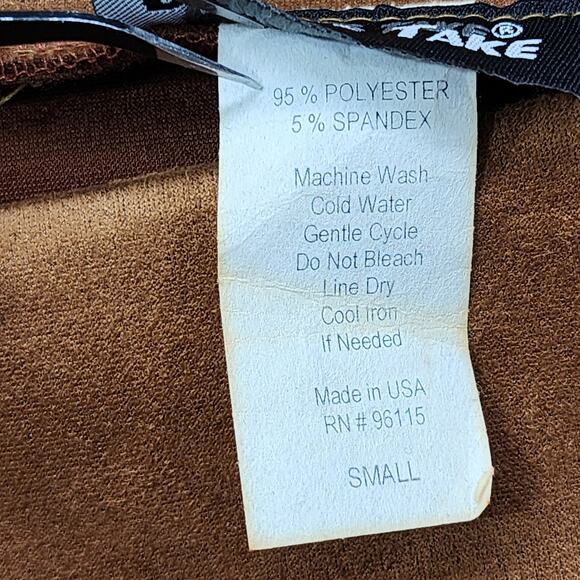 TAKE®
95 % POLYESTER
5 % SPANDEX
Machine Wash
Cold Water
Gentle Cycle
Do Not Bleach
Line Dry
Cool Iron
If Needed
Made in USA
RN # 96115
SMALL